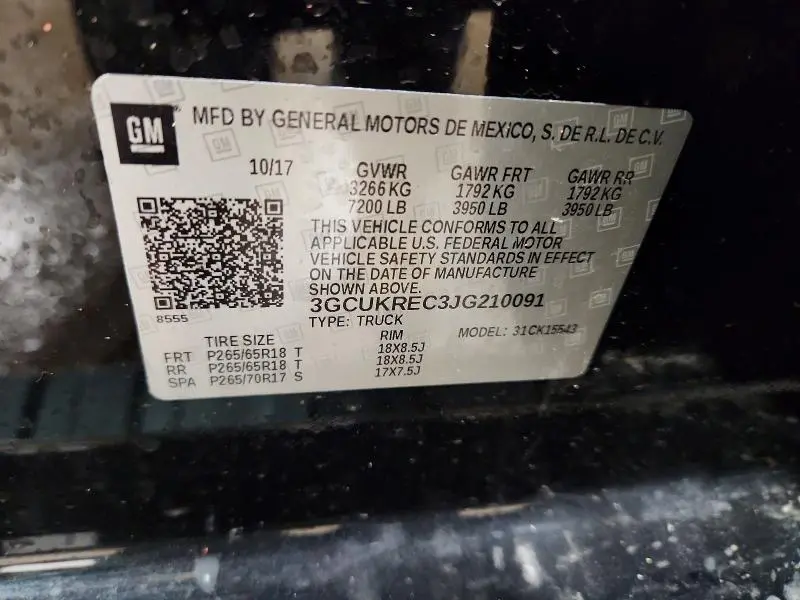 GM MFD BY GENERAL MOTORS DE MEXICO, S. DE R.L. DE C.V.
10/17 GVWR GAWR FRT GAWR RR
3266 KG 1792 KG 1792 KG
7200 LB 3950 LB 3950 LB
THIS VEHICLE CONFORMS TO ALL
APPLICABLE U.S. FEDERAL MOTOR
VEHICLE SAFETY STANDARDS IN EFFECT
ON THE DATE OF MANUFACTURE
SHOWN ABOVE.
3GCUKREC3JG210091
8555 TYPE: TRUCK MODEL: 31CK15543
TIRE SIZE RIM
FRT P265/65R18 T 18X8.5J
RR P265/65R18 T 18X8.5J
SPA P265/70R17 S 17X7.5J